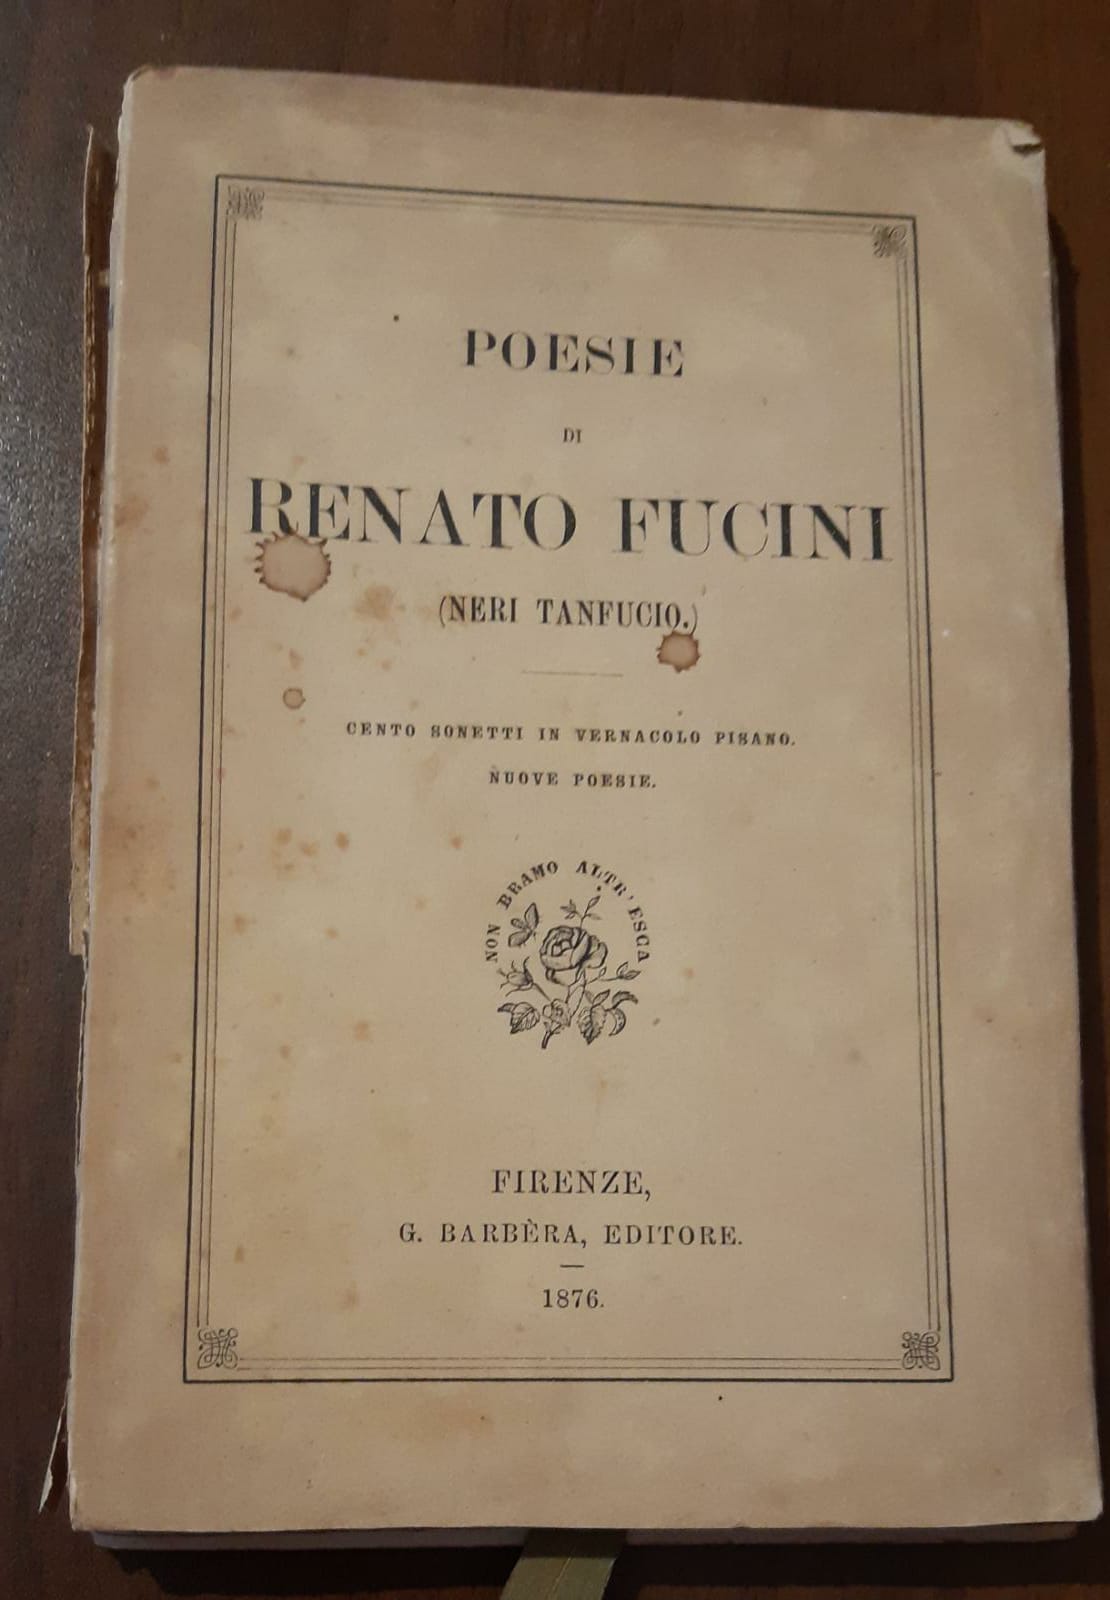 POESIE
DI
RENATO FUCINI
(NERI TANFUCIO.)
CENTO SONETTI IN VERNACOLO PISANO.
NUOVE POESIE.
NON BRAMO ALTR' ESCA
FIRENZE,
G. BARBÈRA, EDITORE.
1876.